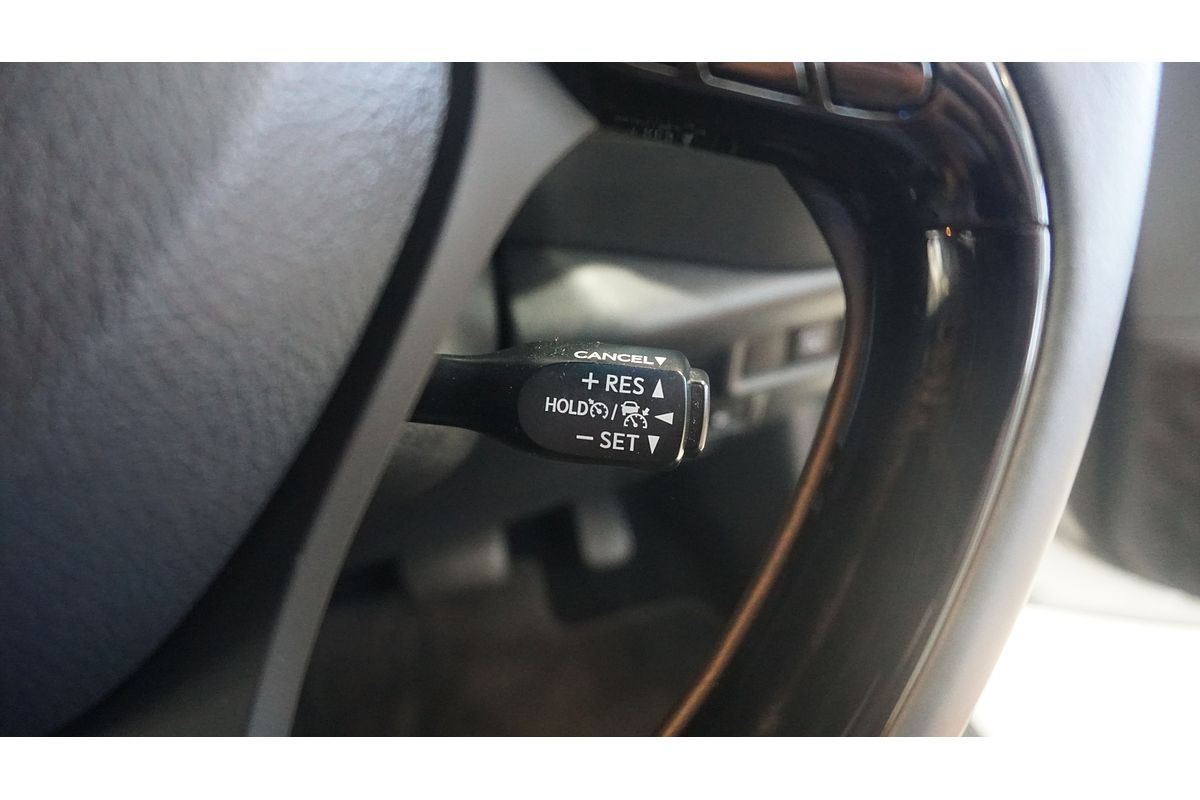 CANCEL▼
+ RES ▲
HOLD / ◀
− SET ▼